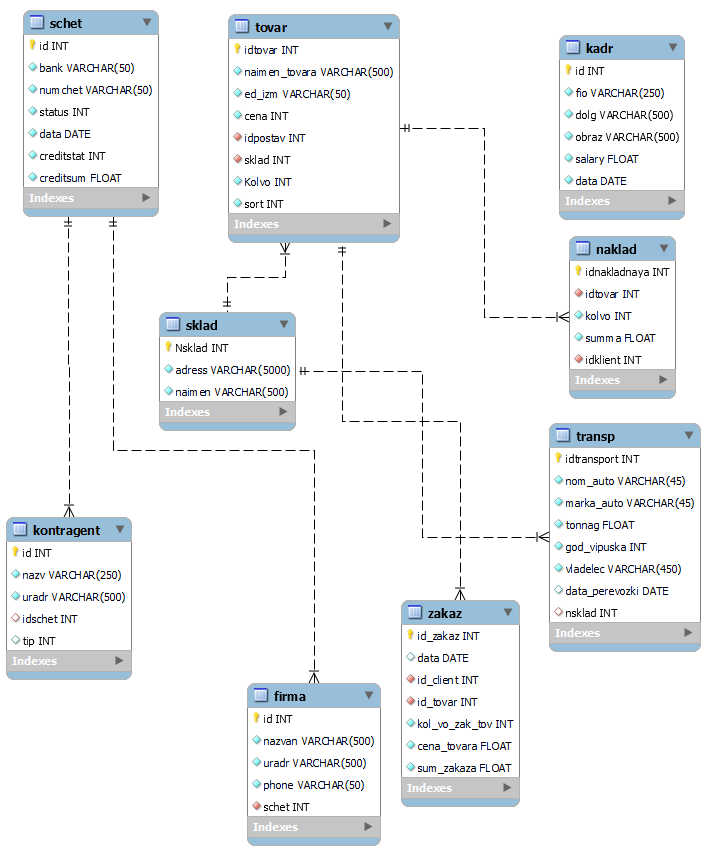 schet
id INT
bank VARCHAR(50)
numchet VARCHAR(50)
status INT
data DATE
creditstat INT
creditsum FLOAT
Indexes
tovar
idtovar INT
naimen_tovara VARCHAR(500)
ed_izm VARCHAR(50)
cena INT
idpostav INT
sklad INT
Kolvo INT
sort INT
Indexes
kadr
id INT
fio VARCHAR(250)
dolg VARCHAR(500)
obraz VARCHAR(500)
salary FLOAT
data DATE
Indexes
naklad
idnakladnaya INT
idtovar INT
kolvo INT
summa FLOAT
idklient INT
Indexes
sklad
Nsklad INT
adress VARCHAR(5000)
naimen VARCHAR(500)
Indexes
transp
idtransport INT
nom_auto VARCHAR(45)
marka_auto VARCHAR(45)
tonnag FLOAT
god_vipuska INT
vladelec VARCHAR(450)
data_perevozki DATE
nsklad INT
Indexes
kontragent
id INT
nazv VARCHAR(250)
uradr VARCHAR(500)
idschet INT
tip INT
Indexes
zakaz
id_zakaz INT
data DATE
id_client INT
id_tovar INT
kol_vo_zak_tov INT
cena_tovara FLOAT
sum_zakaza FLOAT
Indexes
firma
id INT
nazvan VARCHAR(500)
uradr VARCHAR(500)
phone VARCHAR(50)
schet INT
Indexes